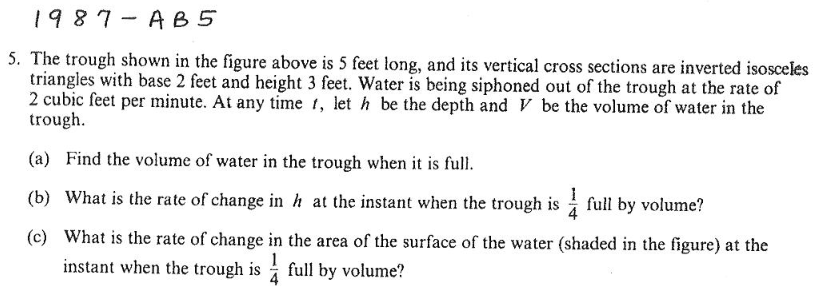 1987-AB5
5. The trough shown in the figure above is 5 feet long, and its vertical cross sections are inverted isosceles
triangles with base 2 feet and height 3 feet. Water is being siphoned out of the trough at the rate of
2 cubic feet per minute. At any time t, let h be the depth and V be the volume of water in the
trough.
(a) Find the volume of water in the trough when it is full.
(b) What is the rate of change in h at the instant when the trough is 1/4 full by volume?
(c) What is the rate of change in the area of the surface of the water (shaded in the figure) at the
instant when the trough is 1/4 full by volume?